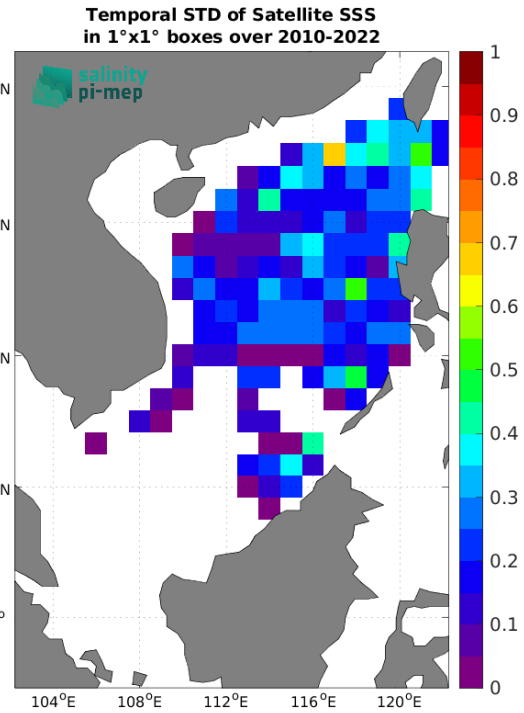 Temporal STD of Satellite SSS
in 1°x1° boxes over 2010-2022
salinity
pi-mep
N
N
N
N
o
104°E 108°E 112°E 116°E 120°E
1
0.9
0.8
0.7
0.6
0.5
0.4
0.3
0.2
0.1
0